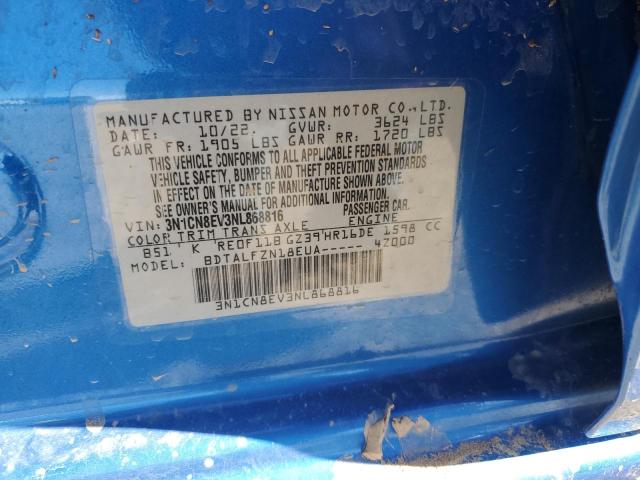 MANUFACTURED BY NISSAN MOTOR CO., LTD.
DATE: 10/22. GVWR: 3624 LBS
GAWR FR: 1905 LBS GAWR RR: 1720 LBS
THIS VEHICLE CONFORMS TO ALL APPLICABLE FEDERAL MOTOR
VEHICLE SAFETY, BUMPER AND THEFT PREVENTION STANDARDS
IN EFFECT ON THE DATE OF MANUFACTURE SHOWN ABOVE.
SEE OWNER'S MANUAL FOR ADDITIONAL INFORMATION.
VIN: 3N1CN8EV3NL868816 PASSENGER CAR.
COLOR TRIM TRANS AXLE ENGINE
B51 K RE0F11B GZ39 HR16DE 1598 CC
MODEL: BDTALFZN18EUA----- 4Z000
3N1CN8EV3NL868816